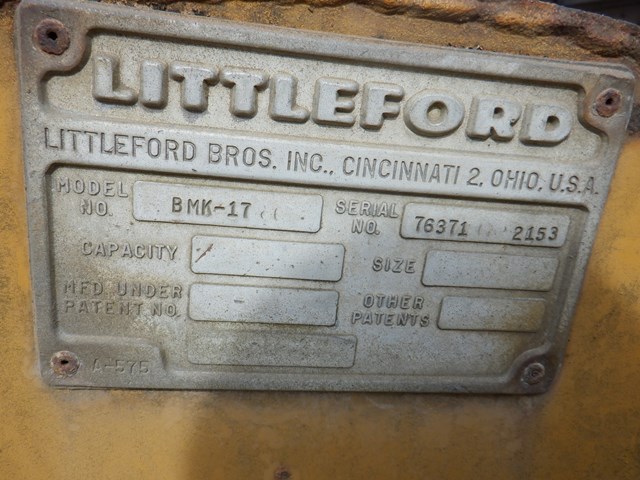 LITTLEFORD
LITTLEFORD BROS. INC., CINCINNATI 2, OHIO, U.S.A.
MODEL NO. BMK-17 SERIAL NO. 76371 2153
CAPACITY SIZE
MFD UNDER PATENT NO. OTHER PATENTS
A-575